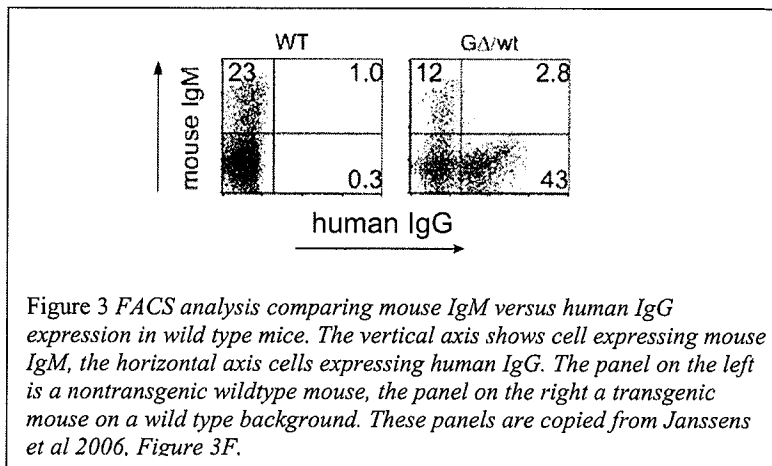 WT
GΔ/wt
23
1.0
12
2.8
mouse IgM
0.3
43
human IgG
Figure 3 FACS analysis comparing mouse IgM versus human IgG
expression in wild type mice. The vertical axis shows cell expressing mouse
IgM, the horizontal axis cells expressing human IgG. The panel on the left
is a nontransgenic wildtype mouse, the panel on the right a transgenic
mouse on a wild type background. These panels are copied from Janssens
et al 2006, Figure 3F.